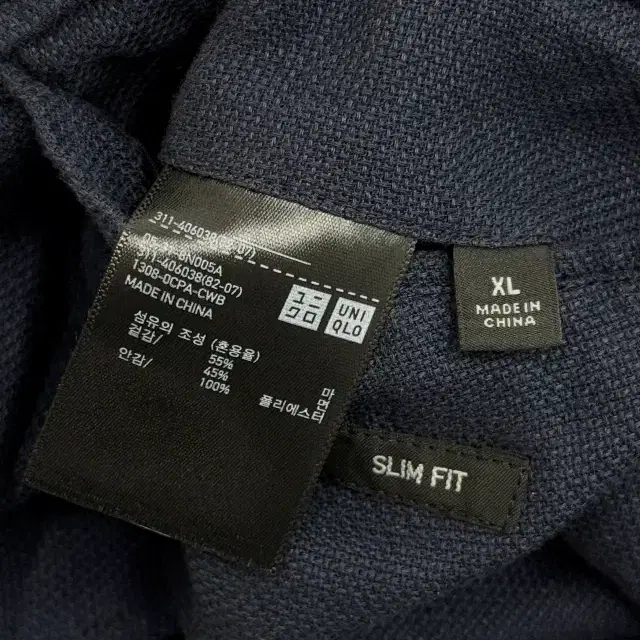 311-406038(82-07)
311-406038(82-07)
1308-0CPA-CWB
MADE IN CHINA
섬유의 조성 (혼용율)
겉감/ 55% 마
45% 면
안감/ 100% 폴리에스터
ユニ
クロ
UNI
QLO
XL
MADE IN
CHINA
SLIM FIT